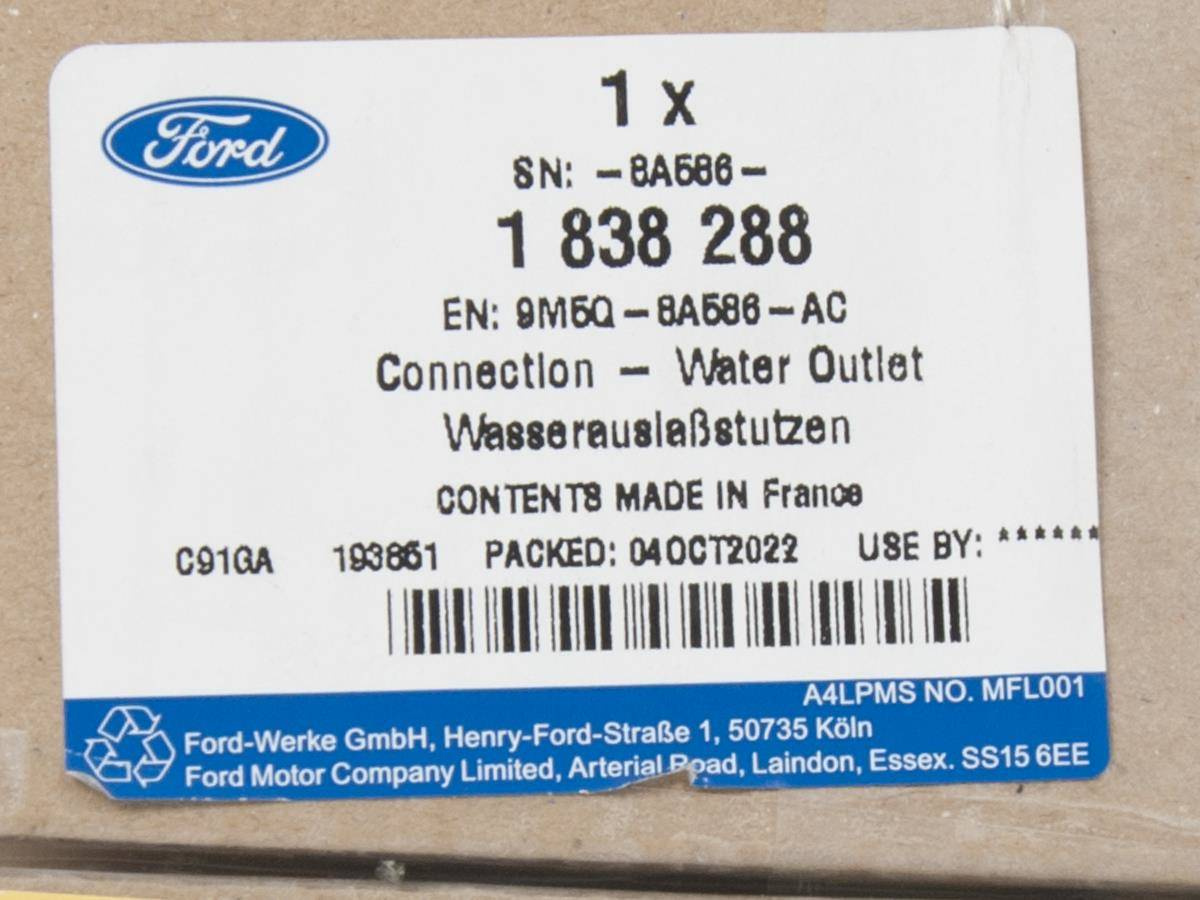 Ford
1 x
SN: -8A586-
1 838 288
EN: 9M5Q-8A586-AC
Connection - Water Outlet
Wasserauslaßstutzen
CONTENTS MADE IN France
C91GA 193861 PACKED: 04OCT2022 USE BY: ******
A4LPMS NO. MFL001
Ford-Werke GmbH, Henry-Ford-Straße 1, 50735 Köln
Ford Motor Company Limited, Arterial Road, Laindon, Essex. SS15 6EE